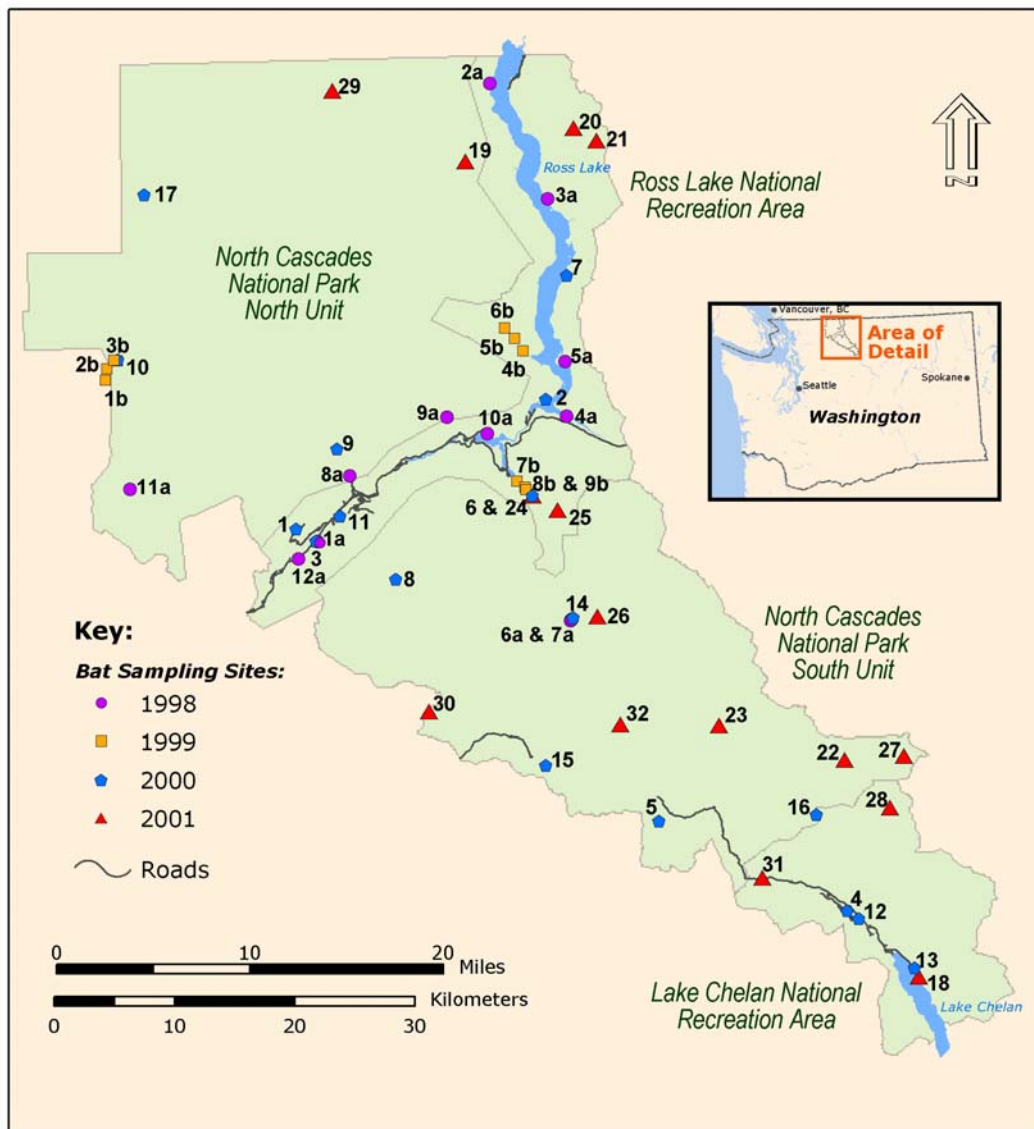 2a
29
20
21
19
Ross Lake
Ross Lake National
Recreation Area
N
3a
17
North Cascades
National Park
North Unit
7
6b
5b
4b
5a
3b
2b
10
1b
2
4a
9a
10a
9
8a
7b
8b & 9b
6 & 24
25
11a
11
1
1a
3
12a
8
14
26
6a & 7a
Vancouver, BC
Area of
Detail
Seattle
Spokane
Washington
North Cascades
National Park
South Unit
Key:
Bat Sampling Sites:
1998
1999
2000
2001
Roads
30
32
23
22
27
15
5
16
28
31
4
12
13
18
Lake Chelan
Lake Chelan National
Recreation Area
0 10 20
Miles
Kilometers
0 10 20 30